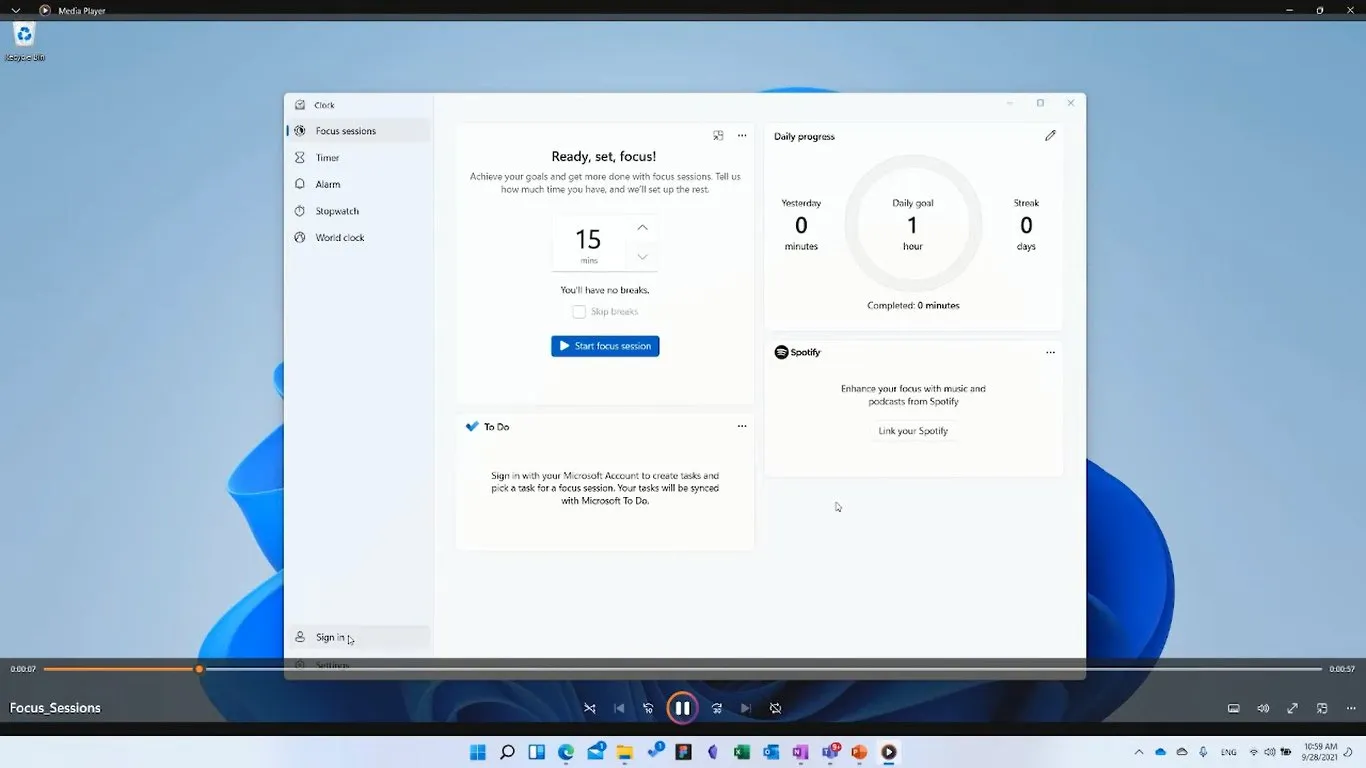 Media Player
Recycle Bin
Clock
Focus sessions
Timer
Alarm
Stopwatch
World clock
Sign in
Settings
Ready, set, focus!
Achieve your goals and get more done with focus sessions. Tell us
how much time you have, and we'll set up the rest.
15
mins
You'll have no breaks.
Skip breaks
Start focus session
To Do
Sign in with your Microsoft Account to create tasks and
pick a task for a focus session. Your tasks will be synced
with Microsoft To Do.
Daily progress
Yesterday
0
minutes
Daily goal
1
hour
Streak
0
days
Completed: 0 minutes
Spotify
Enhance your focus with music and
podcasts from Spotify
Link your Spotify
0:00:07
0:00:57
Focus_Sessions
10
30
ENG
10:59 AM
9/28/2021